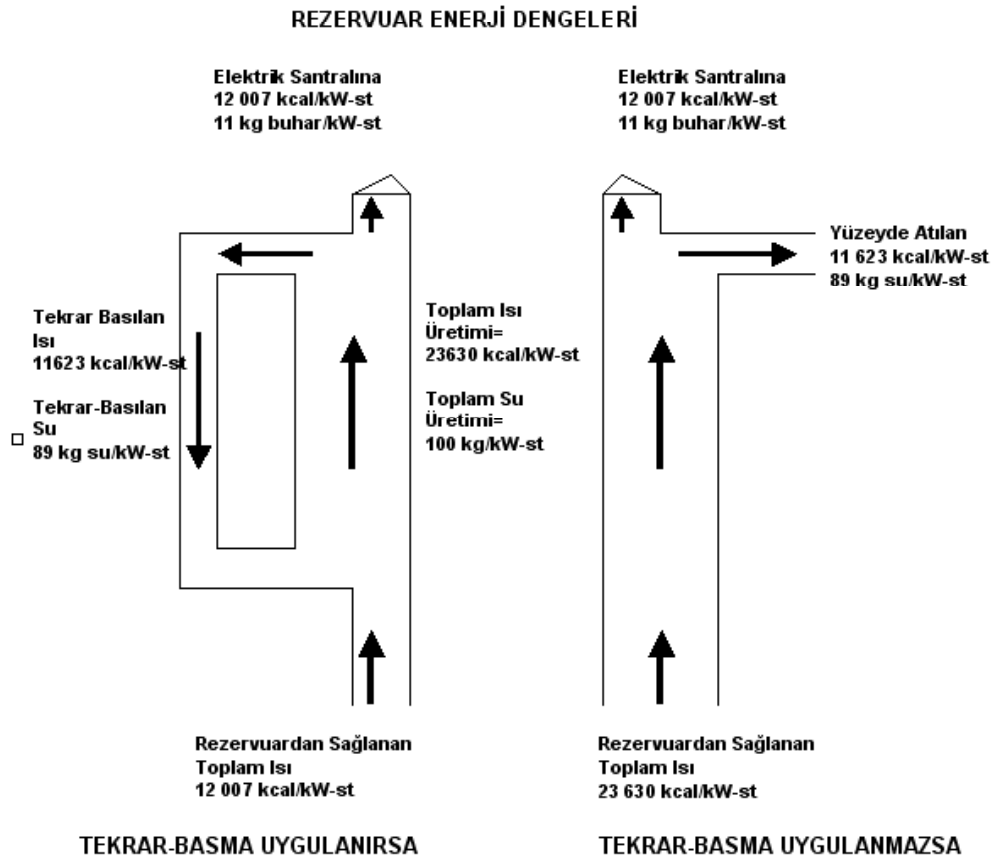 REZERVUAR ENERJİ DENGELERİ
Elektrik Santralına
12 007 kcal/kW-st
11 kg buhar/kW-st
Elektrik Santralına
12 007 kcal/kW-st
11 kg buhar/kW-st
Yüzeyde Atılan
11 623 kcal/kW-st
89 kg su/kW-st
Tekrar Basılan
Isı
11623 kcal/kW-st
Tekrar-Basılan
Su
89 kg su/kW-st
Toplam Isı
Üretimi=
23630 kcal/kW-st
Toplam Su
Üretimi=
100 kg/kW-st
Rezervuardan Sağlanan
Toplam Isı
12 007 kcal/kW-st
Rezervuardan Sağlanan
Toplam Isı
23 630 kcal/kW-st
TEKRAR-BASMA UYGULANIRSA
TEKRAR-BASMA UYGULANMAZSA